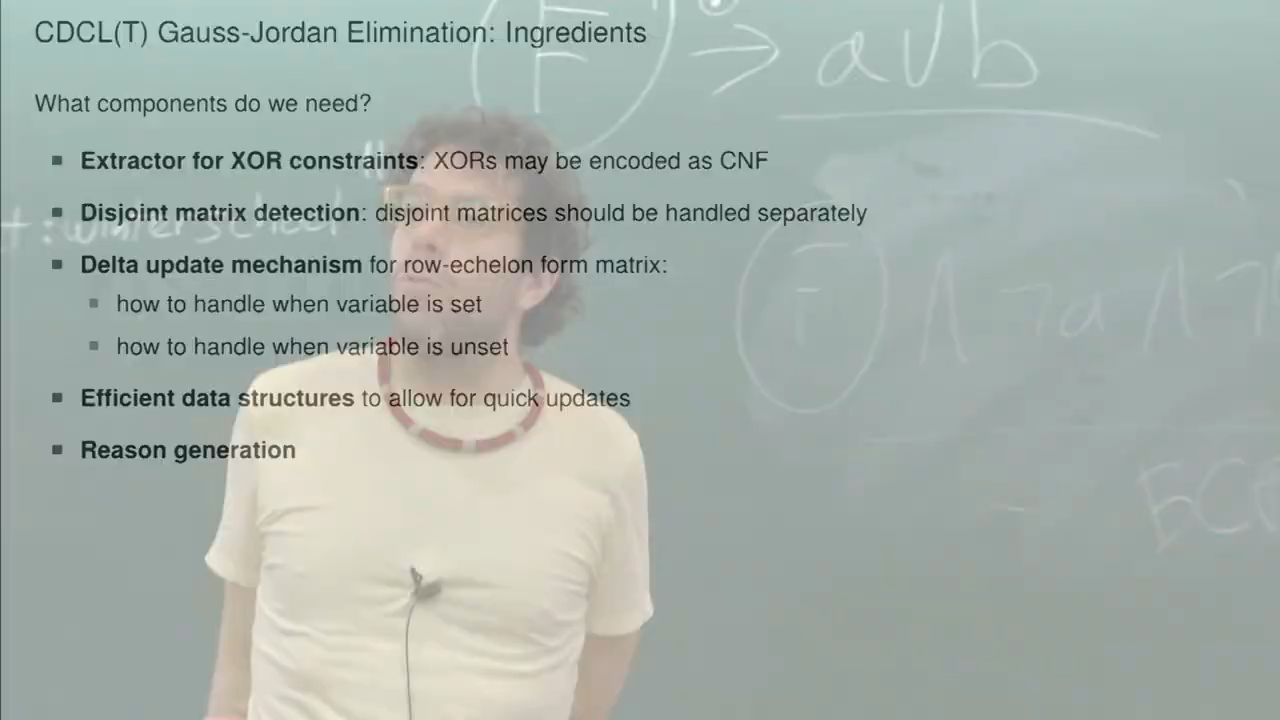 CDCL(T) Gauss-Jordan Elimination: Ingredients
What components do we need?
Extractor for XOR constraints: XORs may be encoded as CNF
Disjoint matrix detection: disjoint matrices should be handled separately
Delta update mechanism for row-echelon form matrix:
how to handle when variable is set
how to handle when variable is unset
Efficient data structures to allow for quick updates
Reason generation
F → a ∨ b
: winter school
F ∧ ¬a ∧ ¬